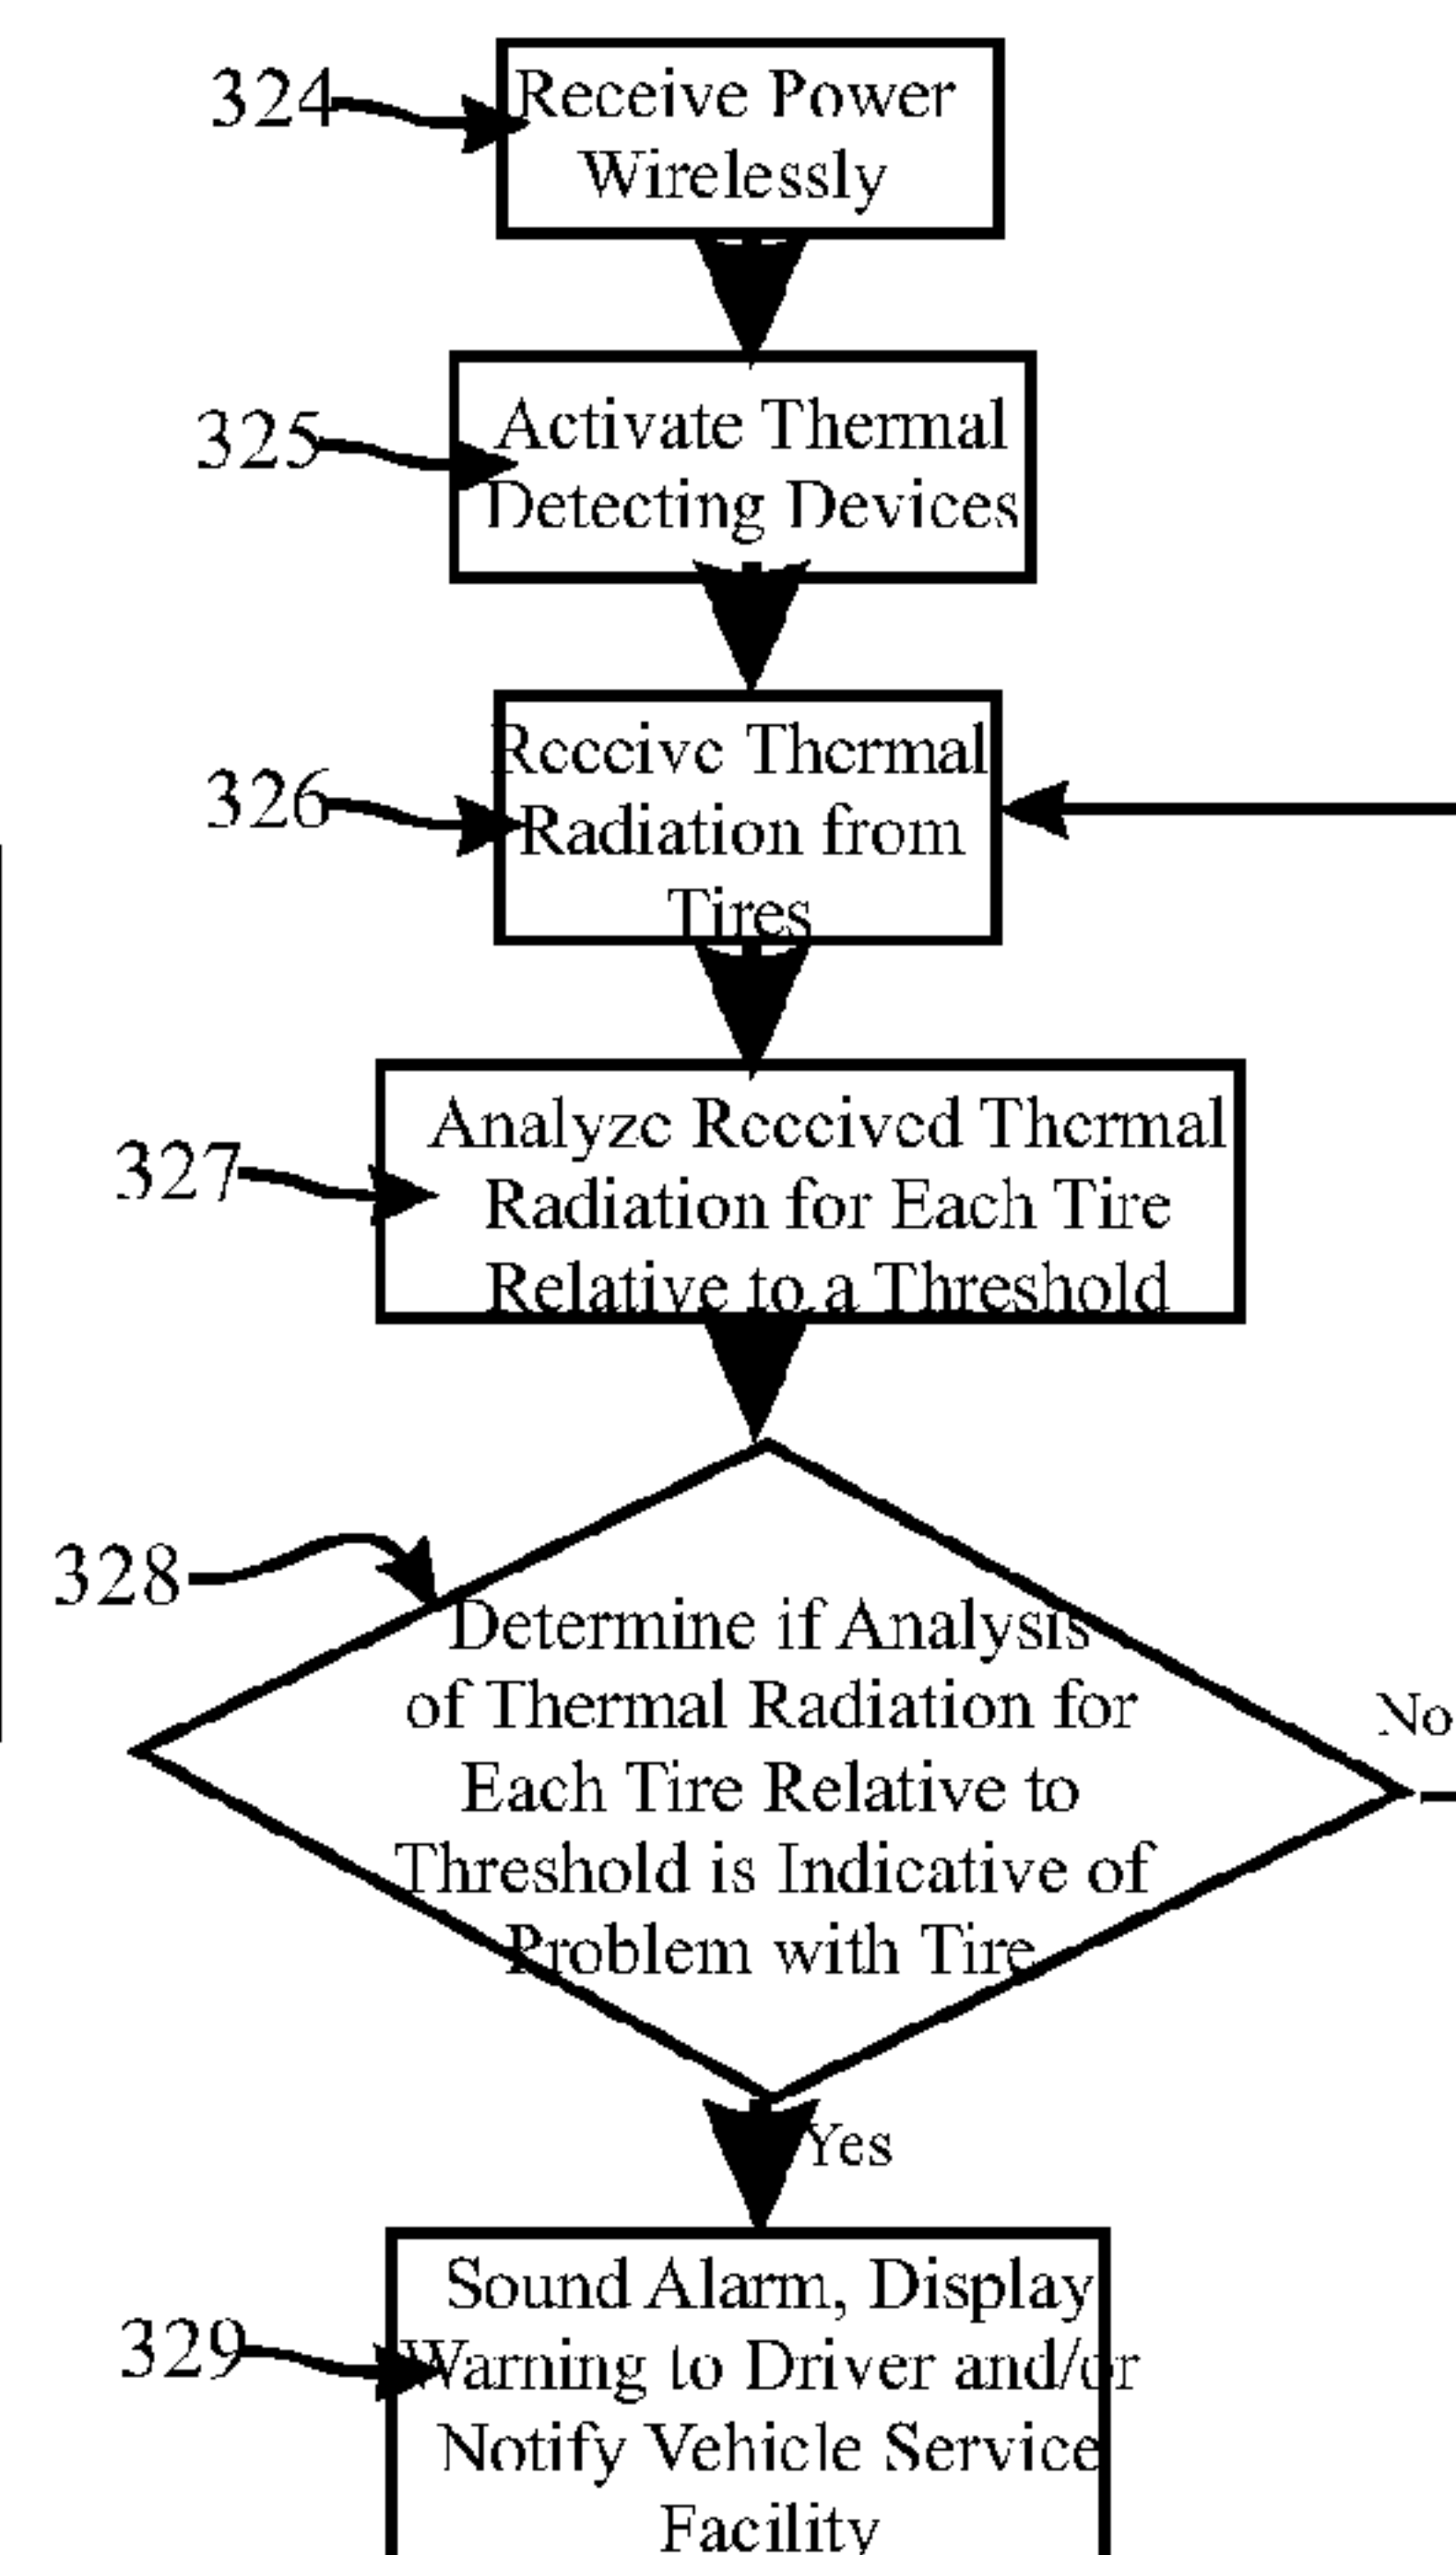 324
Receive Power
Wirelessly
325
Activate Thermal
Detecting Devices
326
Receive Thermal
Radiation from
Tires
327
Analyze Received Thermal
Radiation for Each Tire
Relative to a Threshold
328
Determine if Analysis
of Thermal Radiation for
Each Tire Relative to
Threshold is Indicative of
Problem with Tire
No
Yes
329
Sound Alarm, Display
Warning to Driver and/or
Notify Vehicle Service
Facility